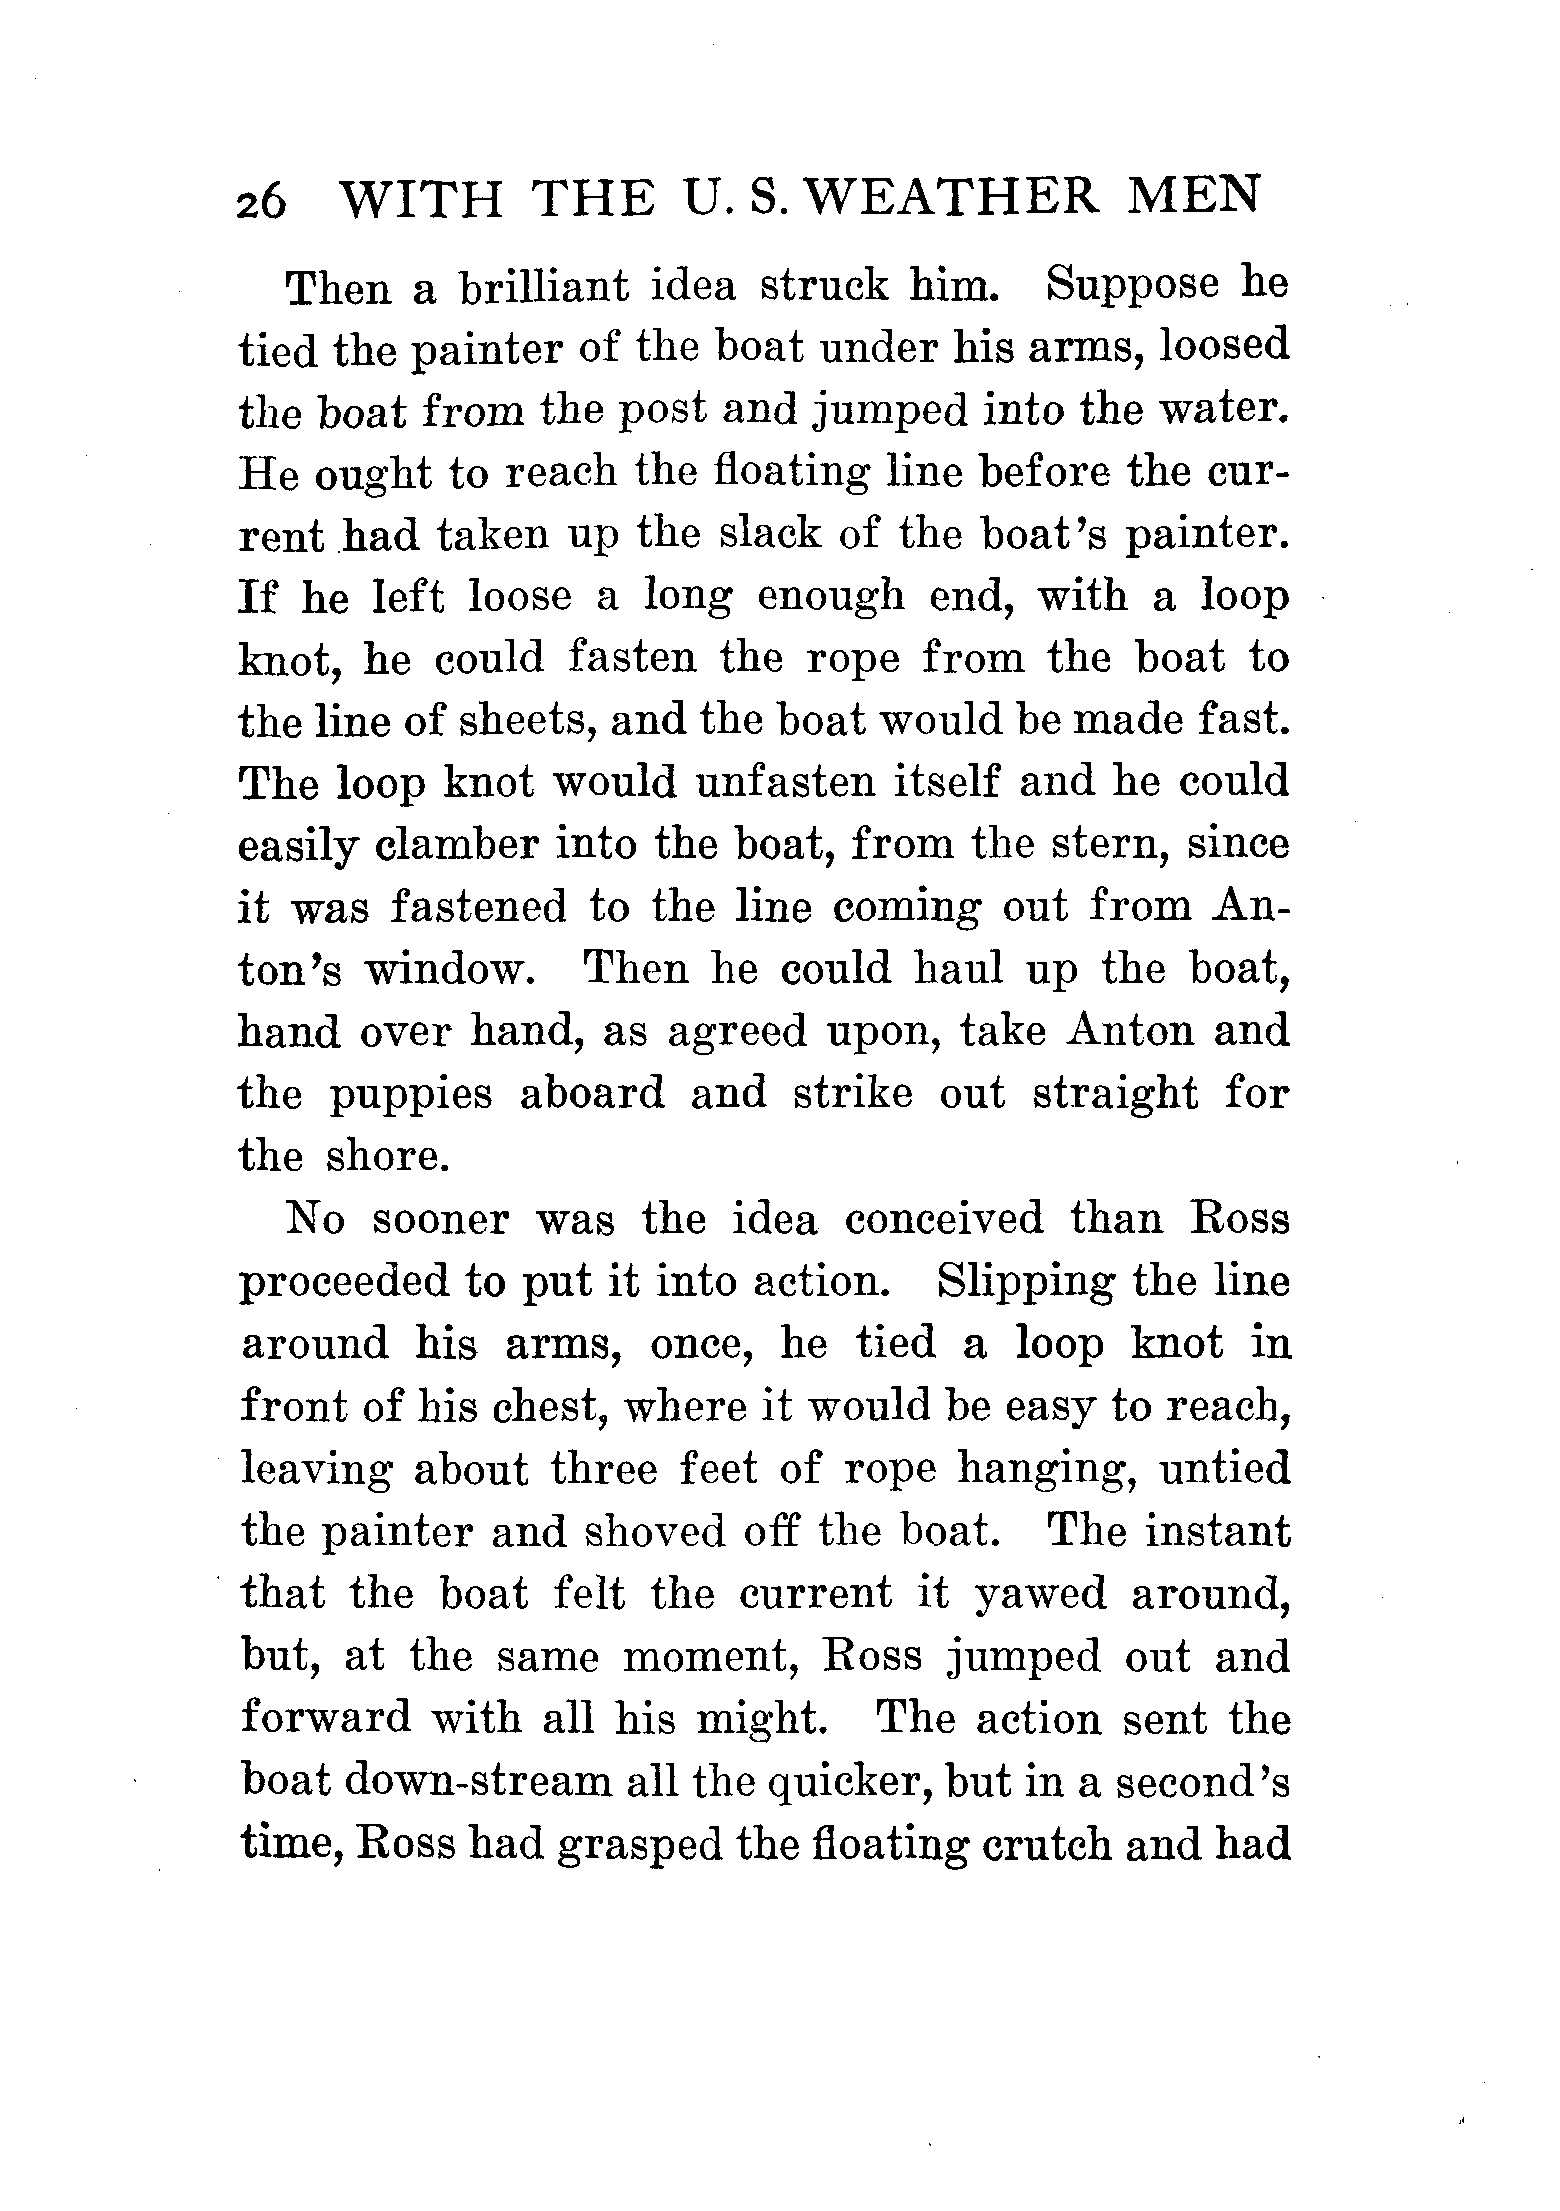 26 WITH THE U. S. WEATHER MEN
Then a brilliant idea struck him. Suppose he
tied the painter of the boat under his arms, loosed
the boat from the post and jumped into the water.
He ought to reach the floating line before the cur-
rent had taken up the slack of the boat's painter.
If he left loose a long enough end, with a loop
knot, he could fasten the rope from the boat to
the line of sheets, and the boat would be made fast.
The loop knot would unfasten itself and he could
easily clamber into the boat, from the stern, since
it was fastened to the line coming out from An-
ton's window. Then he could haul up the boat,
hand over hand, as agreed upon, take Anton and
the puppies aboard and strike out straight for
the shore.
No sooner was the idea conceived than Ross
proceeded to put it into action. Slipping the line
around his arms, once, he tied a loop knot in
front of his chest, where it would be easy to reach,
leaving about three feet of rope hanging, untied
the painter and shoved off the boat. The instant
that the boat felt the current it yawed around,
but, at the same moment, Ross jumped out and
forward with all his might. The action sent the
boat down-stream all the quicker, but in a second's
time, Ross had grasped the floating crutch and had